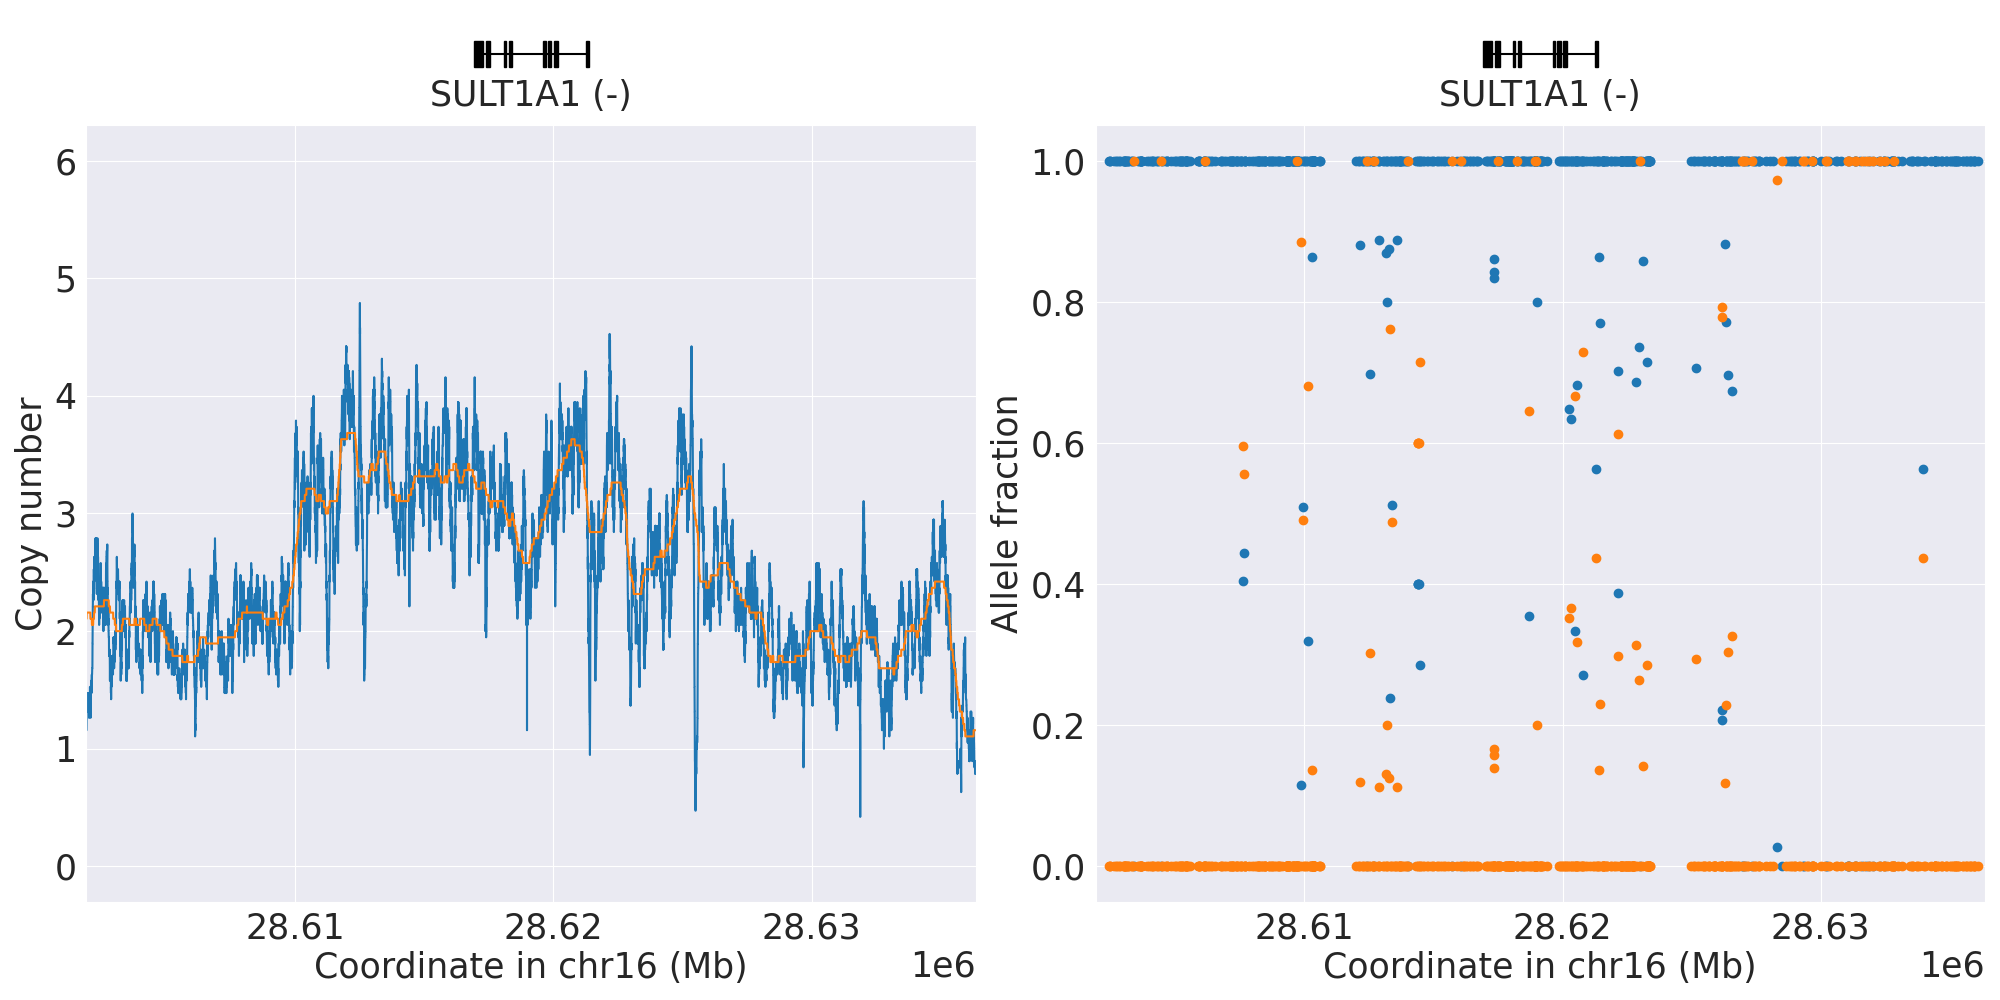 SULT1A1 (-)
SULT1A1 (-)
Copy number
6
5
4
3
2
1
0
28.61
28.62
28.63
Coordinate in chr16 (Mb)
1e6
Allele fraction
1.0
0.8
0.6
0.4
0.2
0.0
28.61
28.62
28.63
Coordinate in chr16 (Mb)
1e6